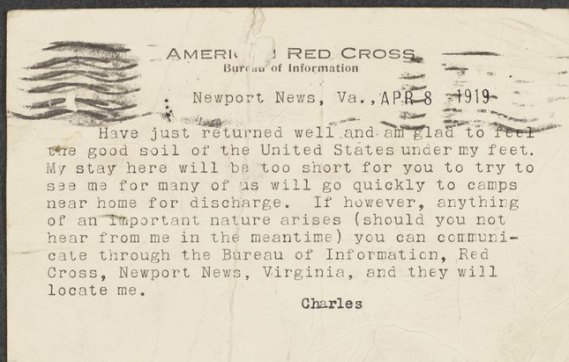 AMERICAN RED CROSS
Bureau of Information
Newport News, Va., APR 8 1919
Have just returned well and am glad to feel
the good soil of the United States under my feet.
My stay here will be too short for you to try to
see me for many of us will go quickly to camps
near home for discharge. If however, anything
of an important nature arises (should you not
hear from me in the meantime) you can communi-
cate through the Bureau of Information, Red
Cross, Newport News, Virginia, and they will
locate me.
Charles